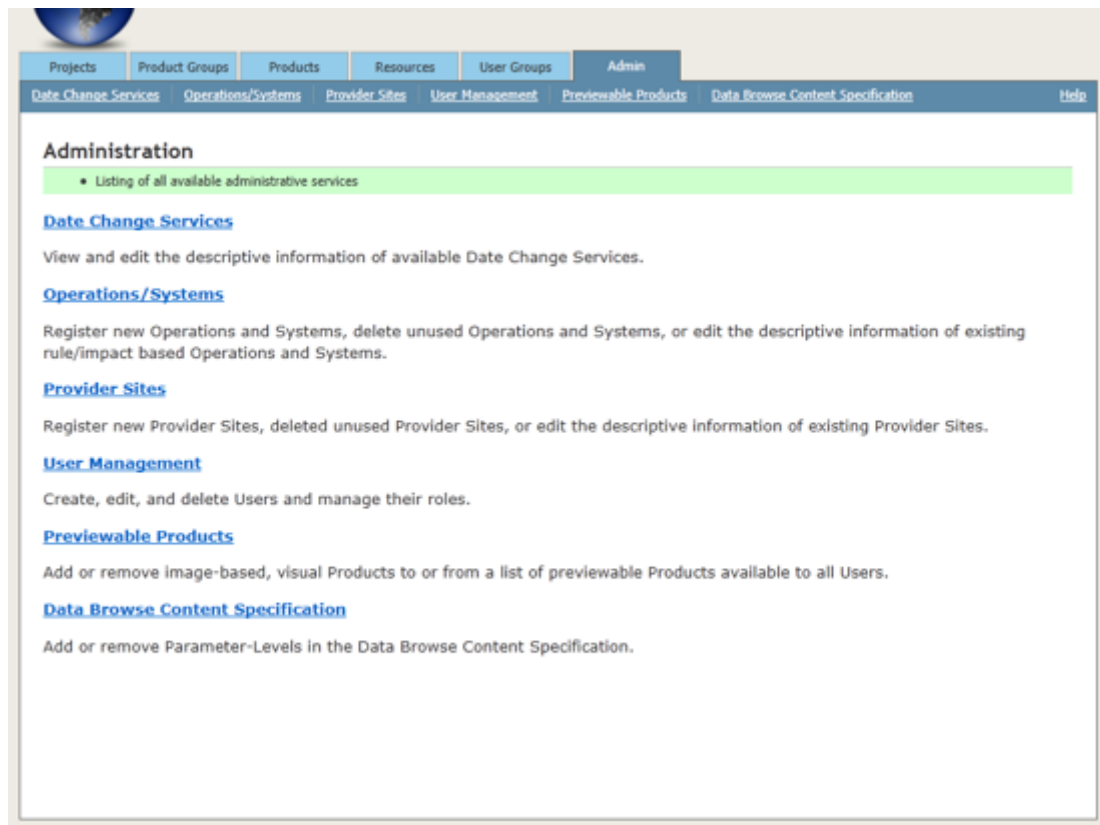 Projects Product Groups Products Resources User Groups Admin
Date Change Services Operations/Systems Provider Sites User Management Previewable Products Data Browse Content Specification Help
Administration
• Listing of all available administrative services
Date Change Services
View and edit the descriptive information of available Date Change Services.
Operations/Systems
Register new Operations and Systems, delete unused Operations and Systems, or edit the descriptive information of existing
rule/impact based Operations and Systems.
Provider Sites
Register new Provider Sites, deleted unused Provider Sites, or edit the descriptive information of existing Provider Sites.
User Management
Create, edit, and delete Users and manage their roles.
Previewable Products
Add or remove image-based, visual Products to or from a list of previewable Products available to all Users.
Data Browse Content Specification
Add or remove Parameter-Levels in the Data Browse Content Specification.